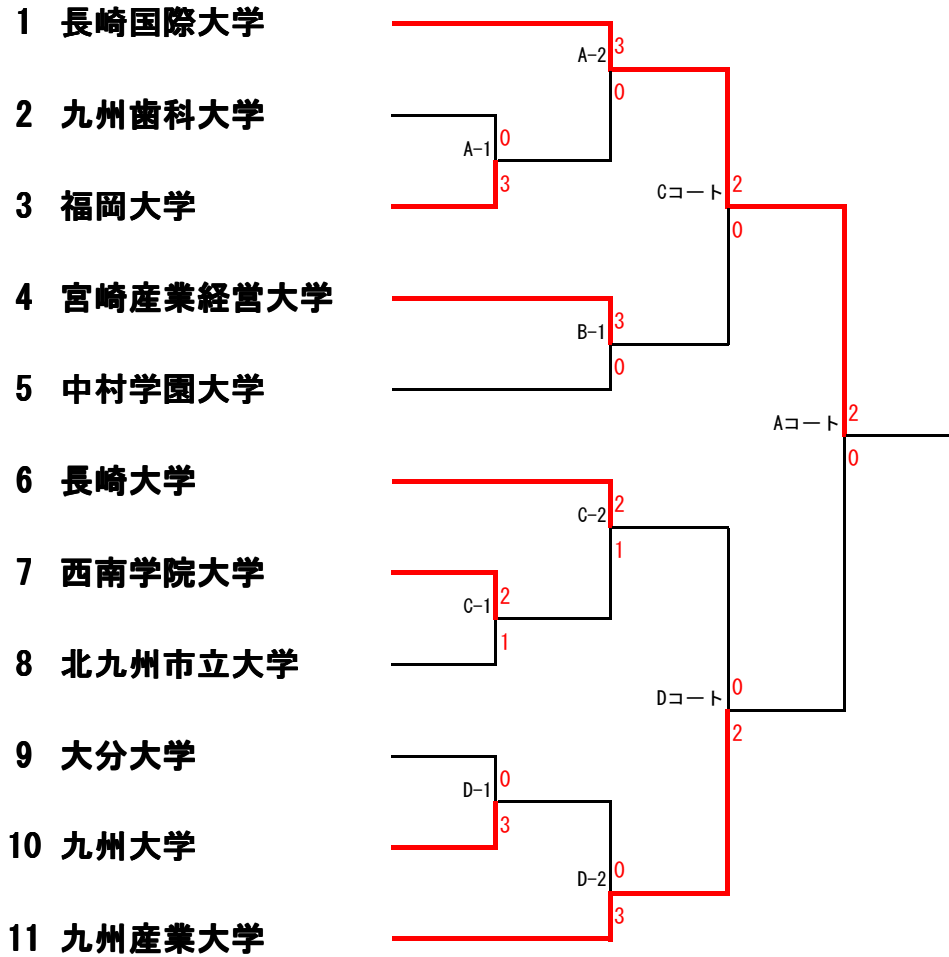 1 長崎国際大学
A-2
3
0
2 九州歯科大学
A-1
0
3
3 福岡大学
Cコート
2
0
4 宮崎産業経営大学
B-1
3
0
5 中村学園大学
Aコート
2
0
6 長崎大学
C-2
2
1
7 西南学院大学
C-1
2
1
8 北九州市立大学
Dコート
0
2
9 大分大学
D-1
0
3
10 九州大学
D-2
0
3
11 九州産業大学